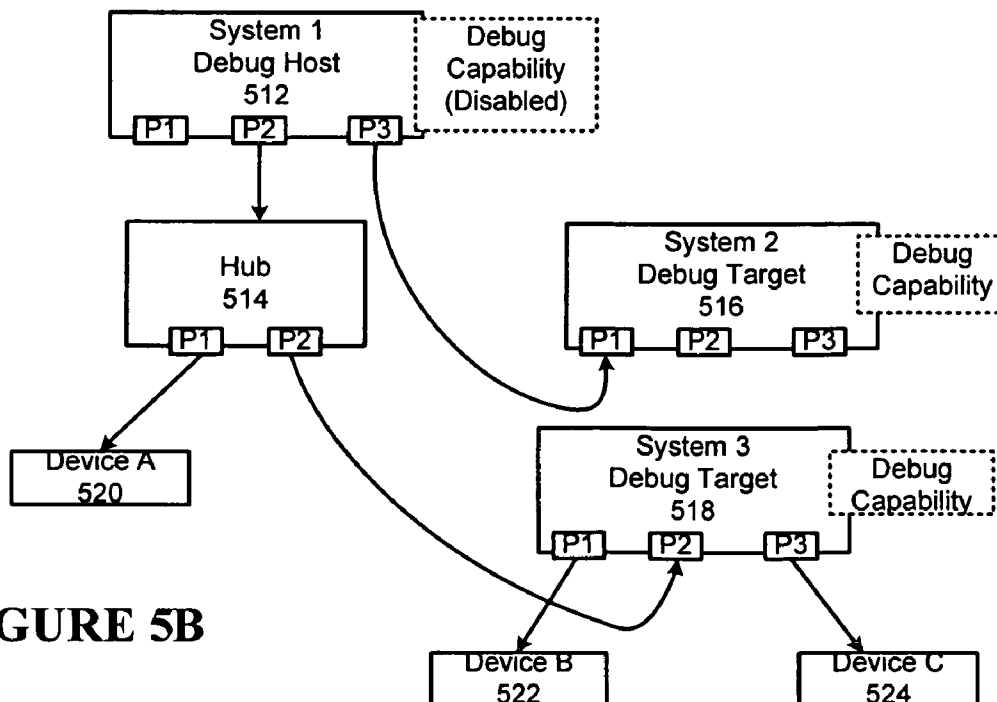 System 1
Debug Host
512
Debug
Capability
(Disabled)
P1
P2
P3
Hub
514
P1
P2
System 2
Debug Target
516
Debug
Capability
P1
P2
P3
Device A
520
System 3
Debug Target
518
Debug
Capability
P1
P2
P3
GURE 5B
Device B
522
Device C
524